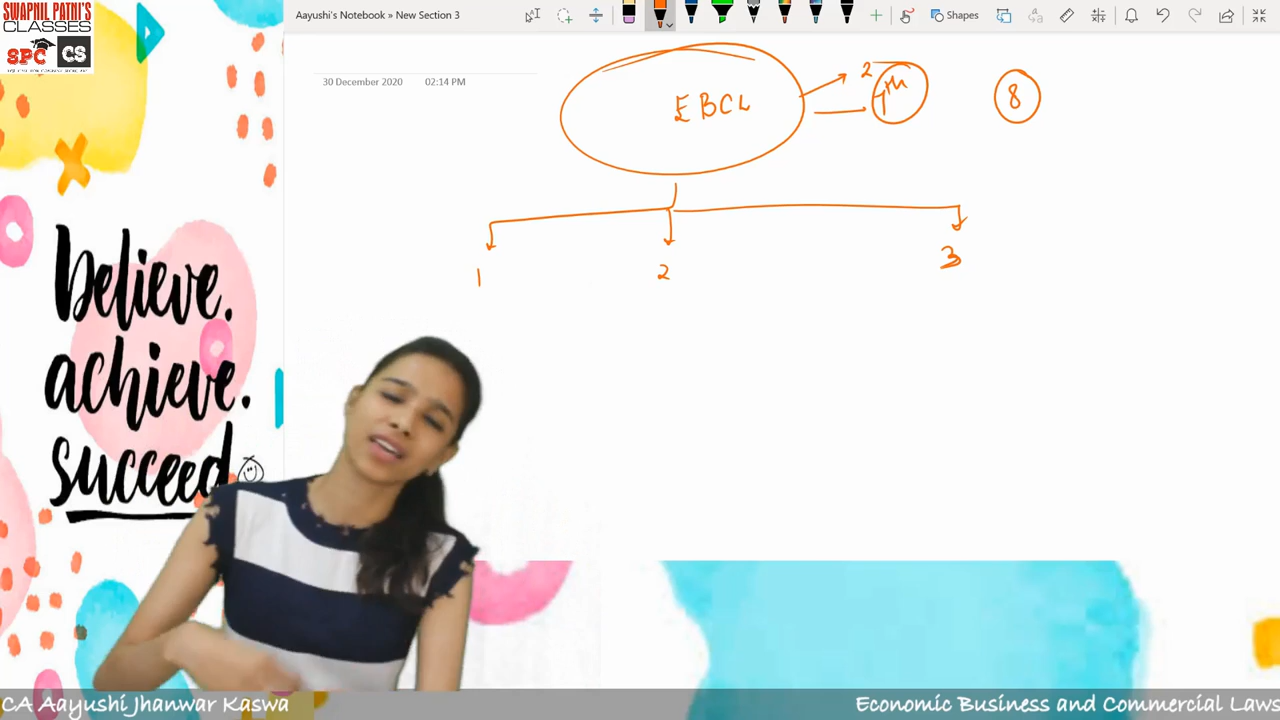 SWAPNIL PATNI'S
CLASSES
SPC CS
Aayushi's Notebook » New Section 3
Shapes
30 December 2020 02:14 PM
EBCL
2
7th
8
1
2
3
believe.
achieve.
succeed
CA Aayushi Jhanwar Kaswa
Economic Business and Commercial Laws